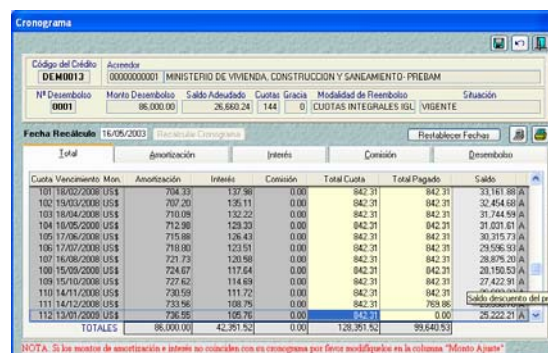 Cronograma
Código del Crédito Acreedor
DEM0013 00000000001 MINISTERIO DE VIVIENDA, CONSTRUCCION Y SANEAMIENTO- PREBAM
Nº Desembolso Monto Desembolso Saldo Adeudado Cuotas Gracia Modalidad de Reembolso Situación
0001 86,000.00 26,660.24 144 0 CUOTAS INTEGRALES IGL VIGENTE
Fecha Recálculo 16/05/2003 Recalcula Cronograma Restablecer Fechas
Total Amortización Interés Comisión Desembolso
Cuota Vencimiento Mon. Amortización Interés Comisión Total Cuota Total Pagado Saldo
101 18/02/2008 US$ 704.33 137.98 0.00 842.31 842.31 33,161.88 A
102 19/03/2008 US$ 707.20 135.11 0.00 842.31 842.31 32,454.68 A
103 18/04/2008 US$ 710.09 132.22 0.00 842.31 842.31 31,744.59 A
104 18/05/2008 US$ 712.98 129.33 0.00 842.31 842.31 31,031.61 A
105 17/06/2008 US$ 715.88 126.43 0.00 842.31 842.31 30,315.73 A
106 17/07/2008 US$ 718.80 123.51 0.00 842.31 842.31 29,596.93 A
107 16/08/2008 US$ 721.73 120.58 0.00 842.31 842.31 28,875.20 A
108 15/09/2008 US$ 724.67 117.64 0.00 842.31 842.31 28,150.53 A
109 15/10/2008 US$ 727.62 114.69 0.00 842.31 842.31 27,422.91 A
110 14/11/2008 US$ 730.59 111.72 0.00 842.31 842.31
111 14/12/2008 US$ 733.56 108.75 0.00 842.31 769.86 Saldo descuento del
112 13/01/2009 US$ 736.55 105.76 0.00 842.31 0.00 25,222.21 A
TOTALES 86,000.00 42,351.52 0.00 128,351.52 99,640.53
NOTA. Si los montos de amortización e interés no coinciden con su cronograma por favor modifíquelos en la columna "Monto Ajuste"